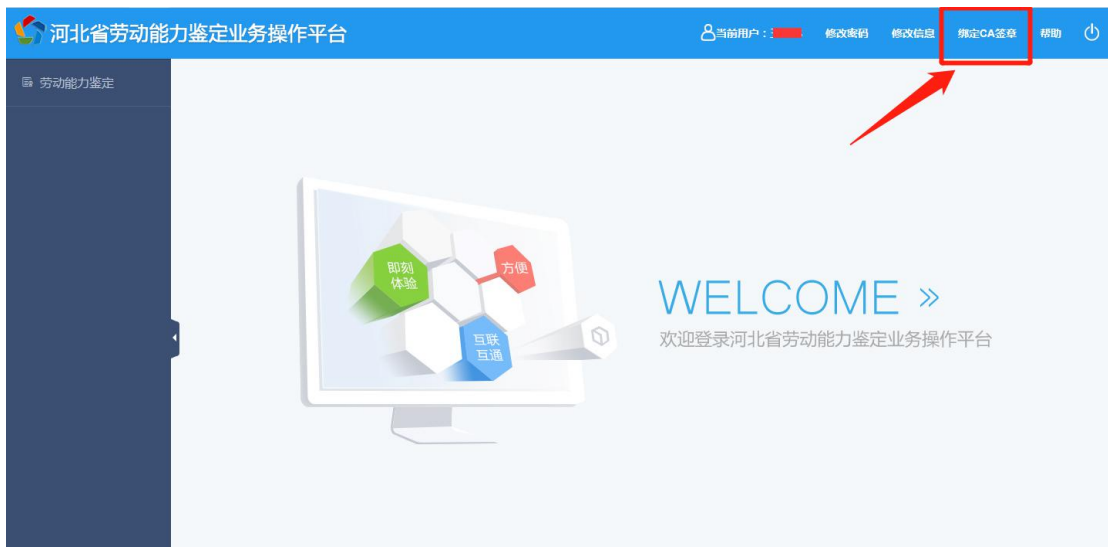 河北省劳动能力鉴定业务操作平台
当前用户： 修改密码 修改信息 绑定CA签章 帮助
劳动能力鉴定
即刻
体验
方便
互联
互通
WELCOME »
欢迎登录河北省劳动能力鉴定业务操作平台